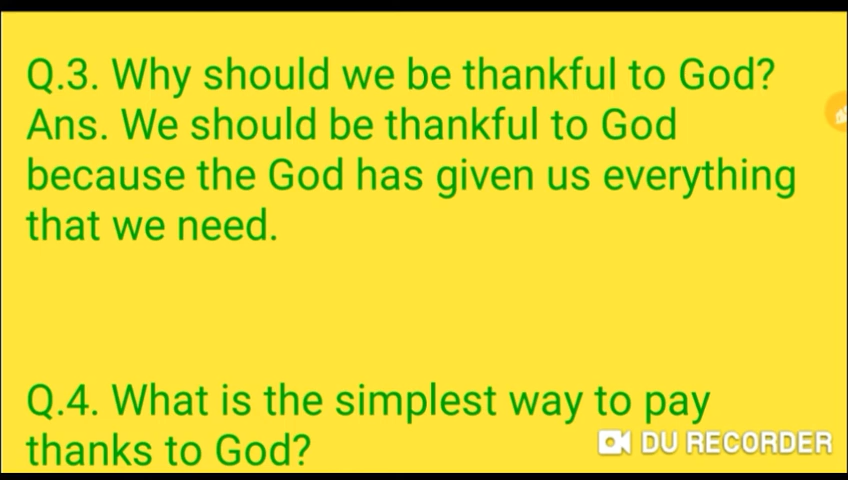 Q.3. Why should we be thankful to God?
Ans. We should be thankful to God
because the God has given us everything
that we need.
Q.4. What is the simplest way to pay
thanks to God?
DU RECORDER